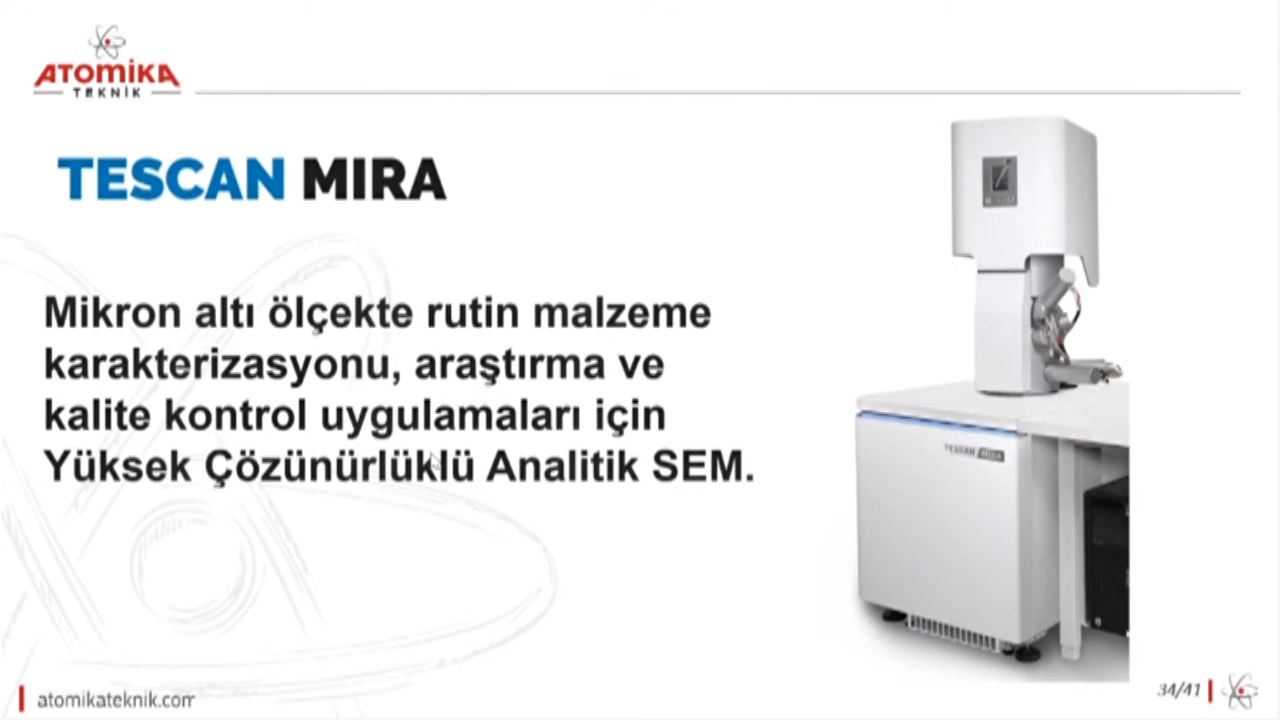 ATOMİKA
TEKNİK
TESCAN MIRA
Mikron altı ölçekte rutin malzeme
karakterizasyonu, araştırma ve
kalite kontrol uygulamaları için
Yüksek Çözünürlüklü Analitik SEM.
TESCAN MIRA
atomikateknik.com
34/41